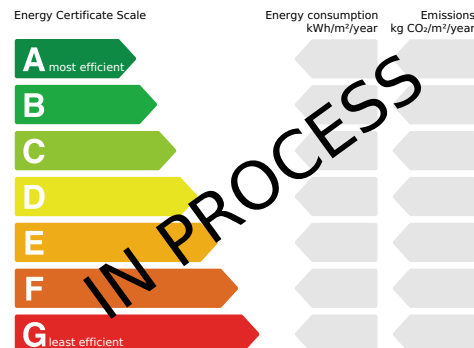 Energy Certificate Scale
Energy consumption
kWh/m²/year
Emissions
kg CO₂/m²/year
A most efficient
B
C
D
E
F
G least efficient
IN PROCESS